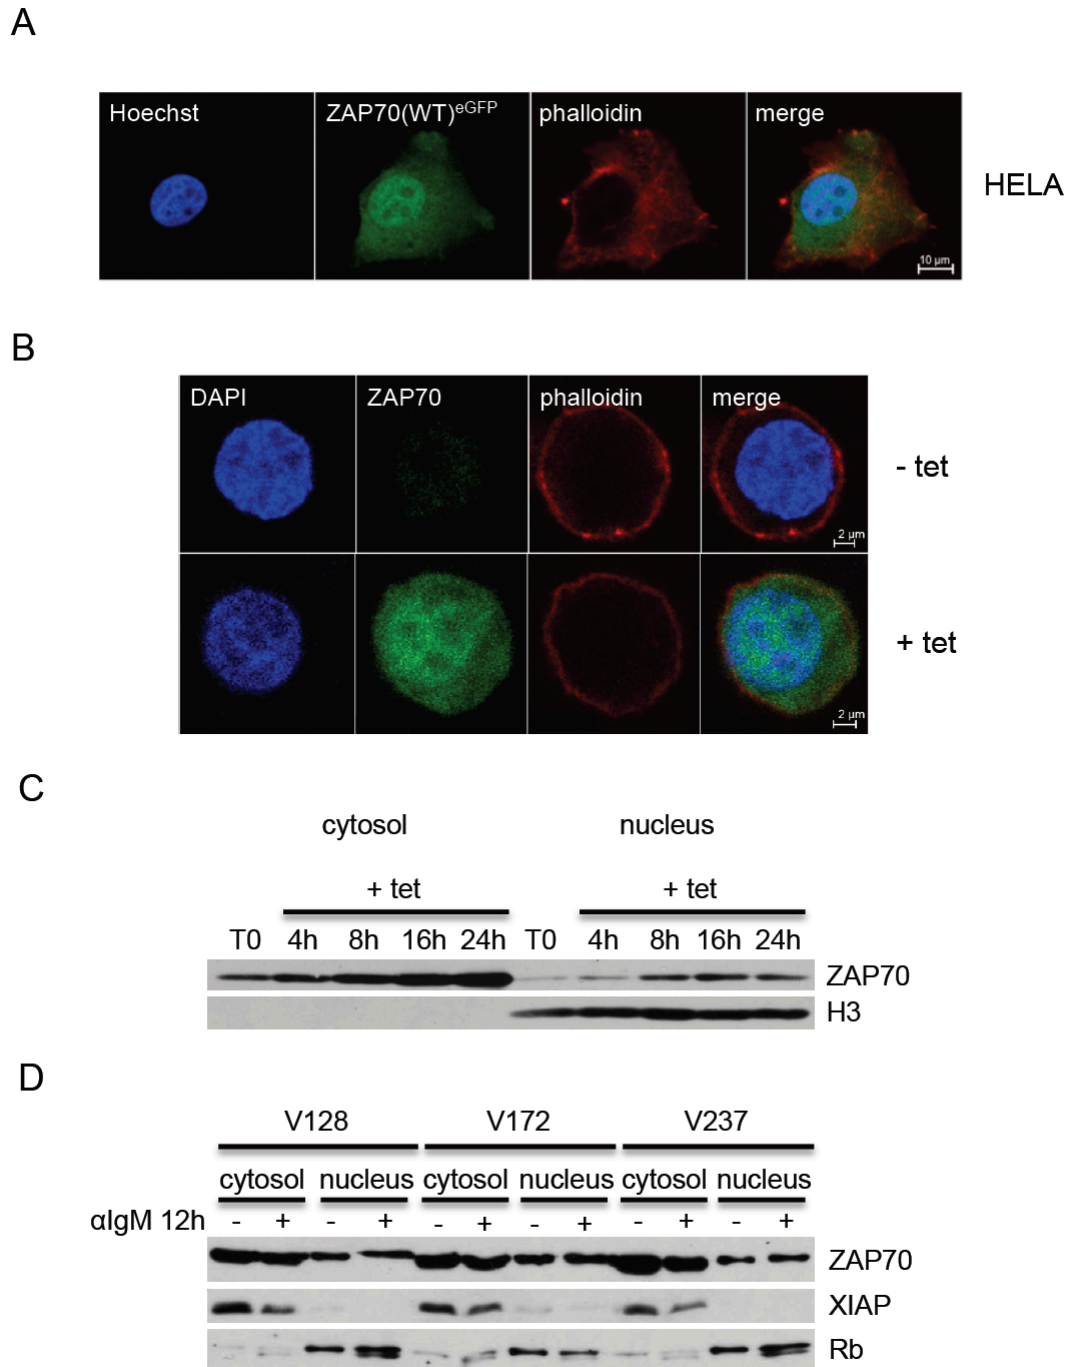 A
Hoechst ZAP70(WT)eGFP phalloidin merge
HELA
10 µm
B
DAPI ZAP70 phalloidin merge
- tet
2 µm
+ tet
2 µm
C
cytosol nucleus
+ tet + tet
T0 4h 8h 16h 24h T0 4h 8h 16h 24h
ZAP70
H3
D
V128 V172 V237
cytosol nucleus cytosol nucleus cytosol nucleus
αIgM 12h - + - + - + - + - + - +
ZAP70
XIAP
Rb